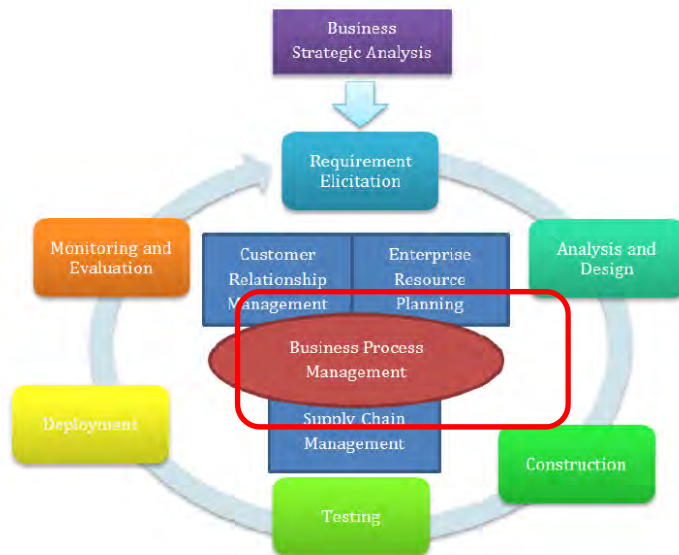 Business
Strategic Analysis
Requirement
Elicitation
Monitoring and
Evaluation
Customer
Relationship
Management
Enterprise
Resource
Planning
Analysis and
Design
Business Process
Management
Deployment
Supply Chain
Management
Construction
Testing